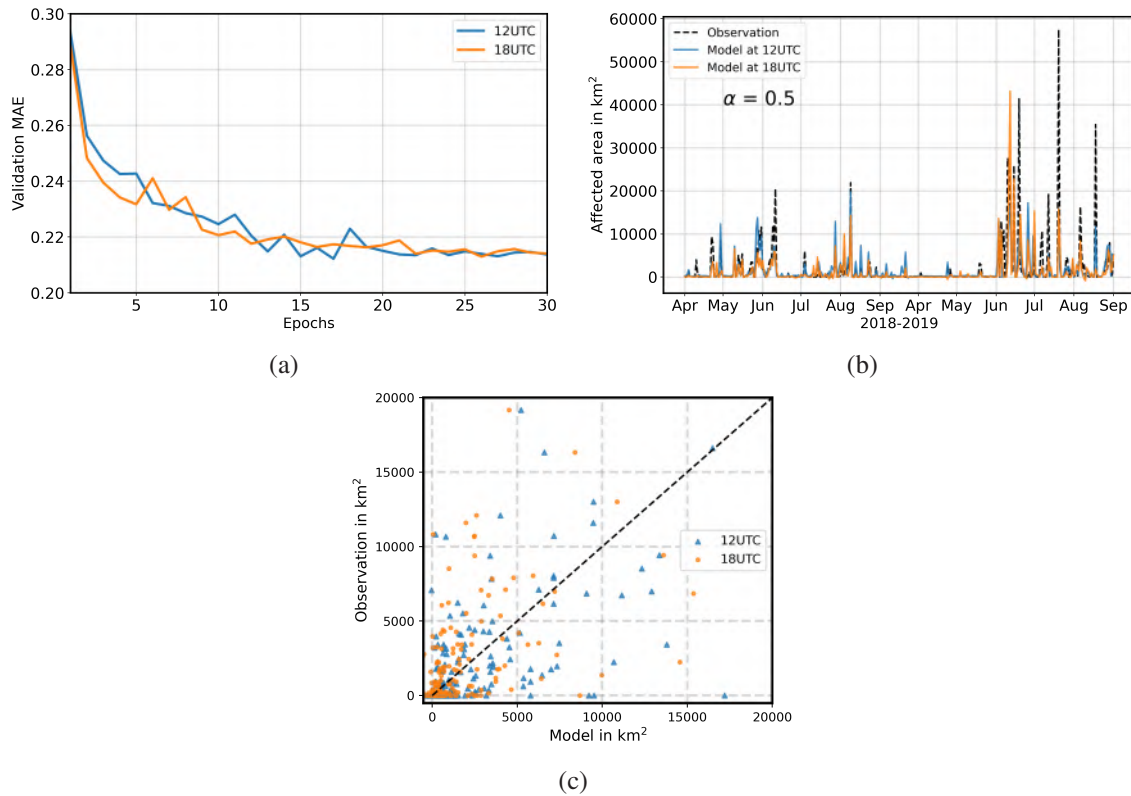 0.30
0.28
0.26
0.24
0.22
0.20
Validation MAE
12UTC
18UTC
5 10 15 20 25 30
Epochs
(a)
60000
50000
40000
30000
20000
10000
0
Affected area in km²
Observation
Model at 12UTC
Model at 18UTC
α = 0.5
Apr May Jun Jul Aug Sep Apr May Jun Jul Aug Sep
2018-2019
(b)
20000
15000
10000
5000
0
Observation in km²
12UTC
18UTC
0 5000 10000 15000 20000
Model in km²
(c)